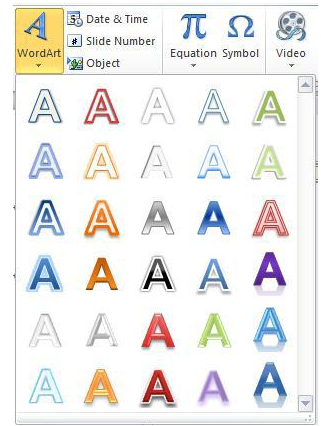 WordArt
Date & Time
# Slide Number
Object
π Equation
Ω Symbol
Video
A A A A A
A A A A A
A A A A A
A A A A A
A A A A A
A A A A A